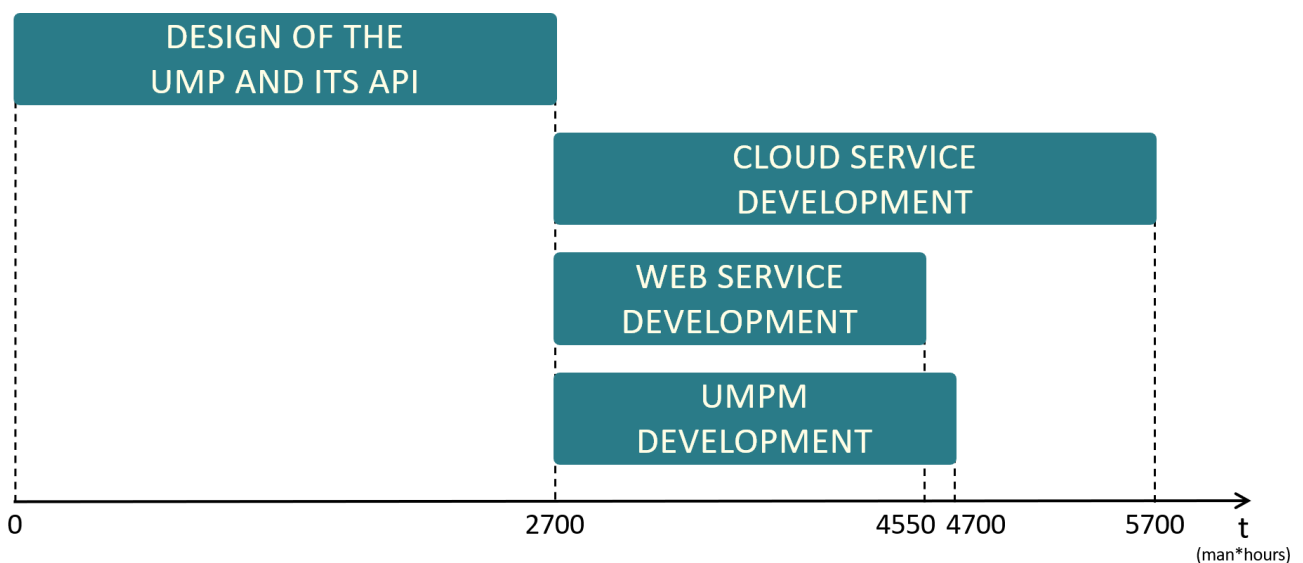 DESIGN OF THE
UMP AND ITS API
CLOUD SERVICE
DEVELOPMENT
WEB SERVICE
DEVELOPMENT
UMPM
DEVELOPMENT
0 2700 4550 4700 5700 t
(man*hours)